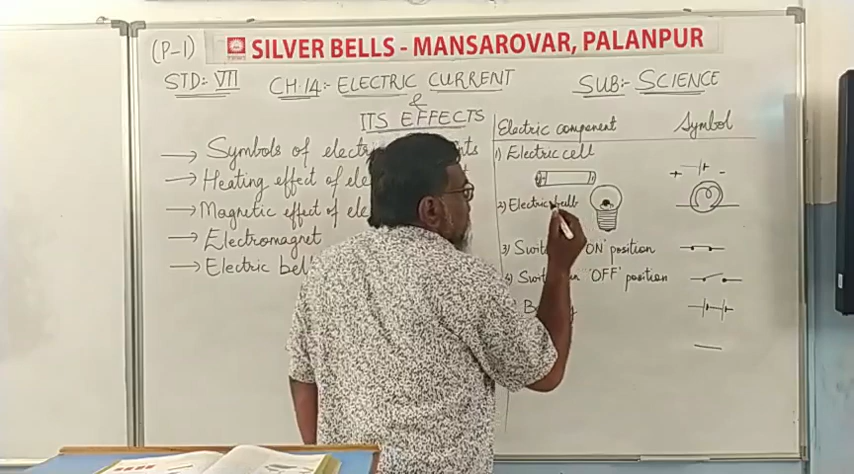 (P-1) SILVER BELLS - MANSAROVAR, PALANPUR
STD:- VII CH:14:- ELECTRIC CURRENT SUB:- SCIENCE
&
ITS EFFECTS
→ Symbols of
→ Heating effect of
→ Magnetic effect of
→ Electromagnet
→ Electric
Electric component Symbol
1) Electric cell
+ -
2) Electric bulb
3) 'ON' position
'OFF' position